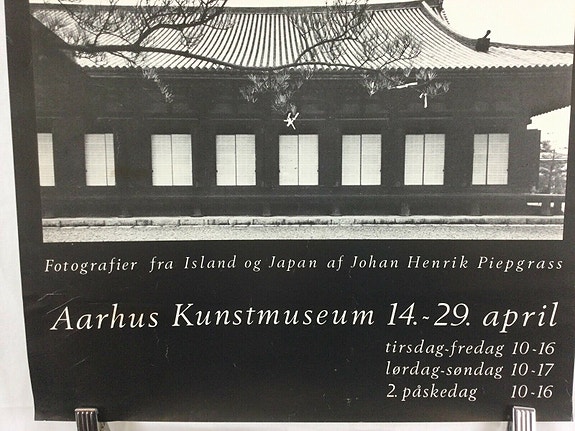 Fotografier fra Island og Japan af Johan Henrik Piepgrass
Aarhus Kunstmuseum 14.-29. april
tirsdag-fredag 10-16
lørdag-søndag 10-17
2. påskedag 10-16